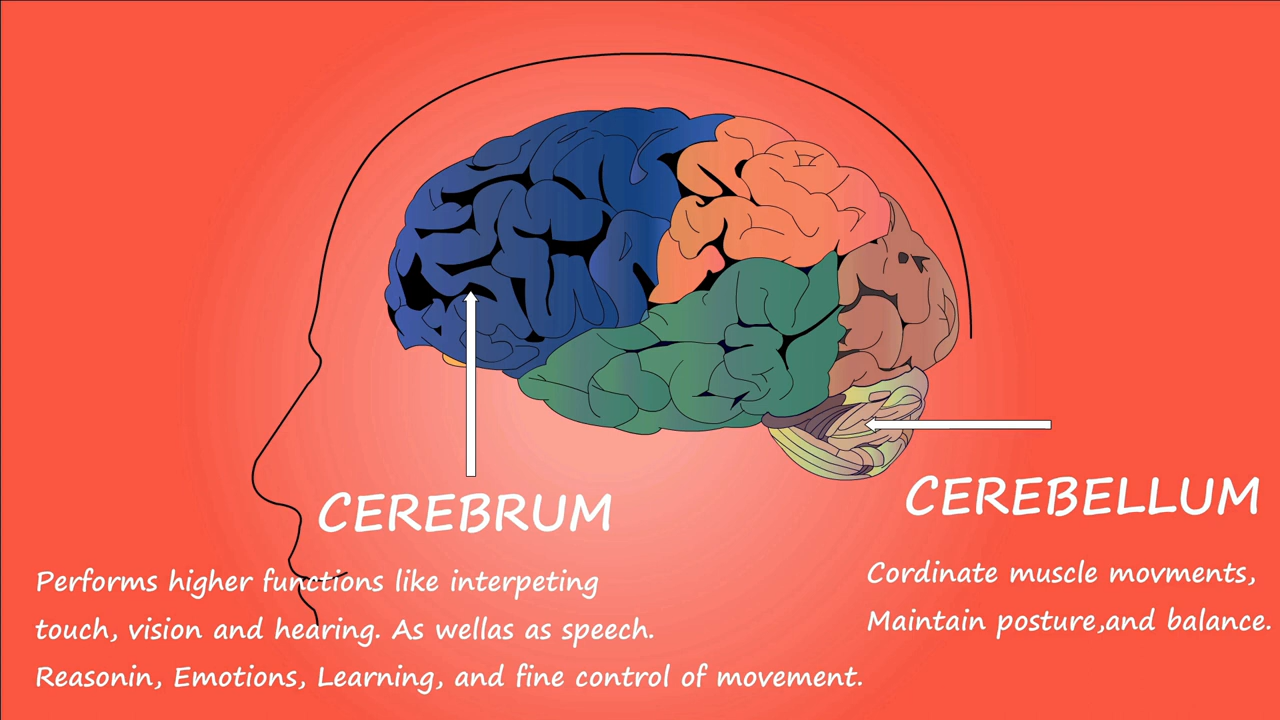 CEREBRUM
Performs higher functions like interpeting
touch, vision and hearing. As wellas as speech.
Reasonin, Emotions, Learning, and fine control of movement.
CEREBELLUM
Cordinate muscle movments,
Maintain posture,and balance.